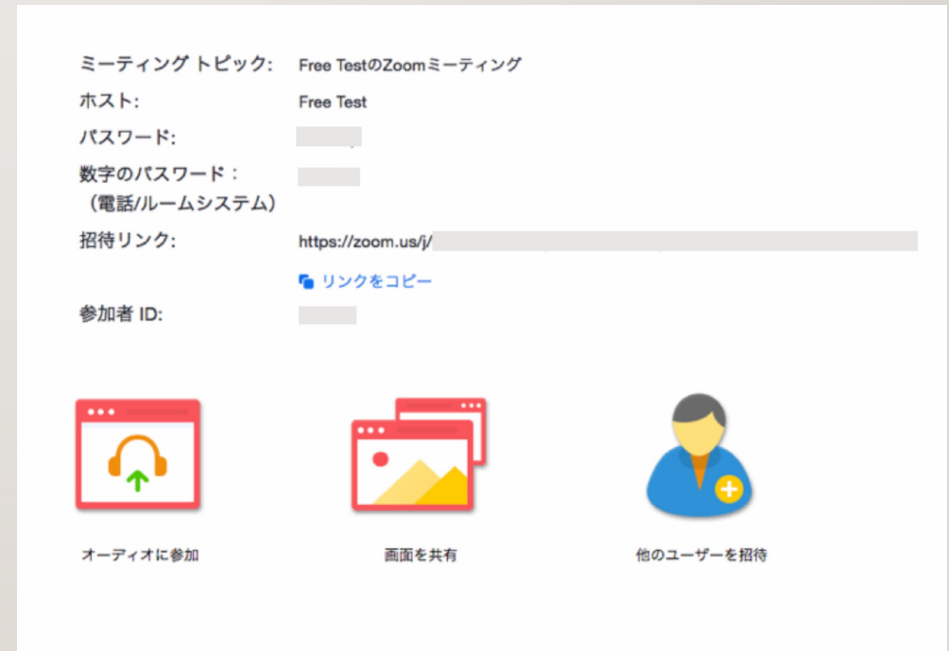 ミーティング トピック: Free TestのZoomミーティング
ホスト: Free Test
パスワード:
数字のパスワード：
（電話/ルームシステム）
招待リンク: https://zoom.us/j/
リンクをコピー
参加者 ID:
オーディオに参加 画面を共有 他のユーザーを招待